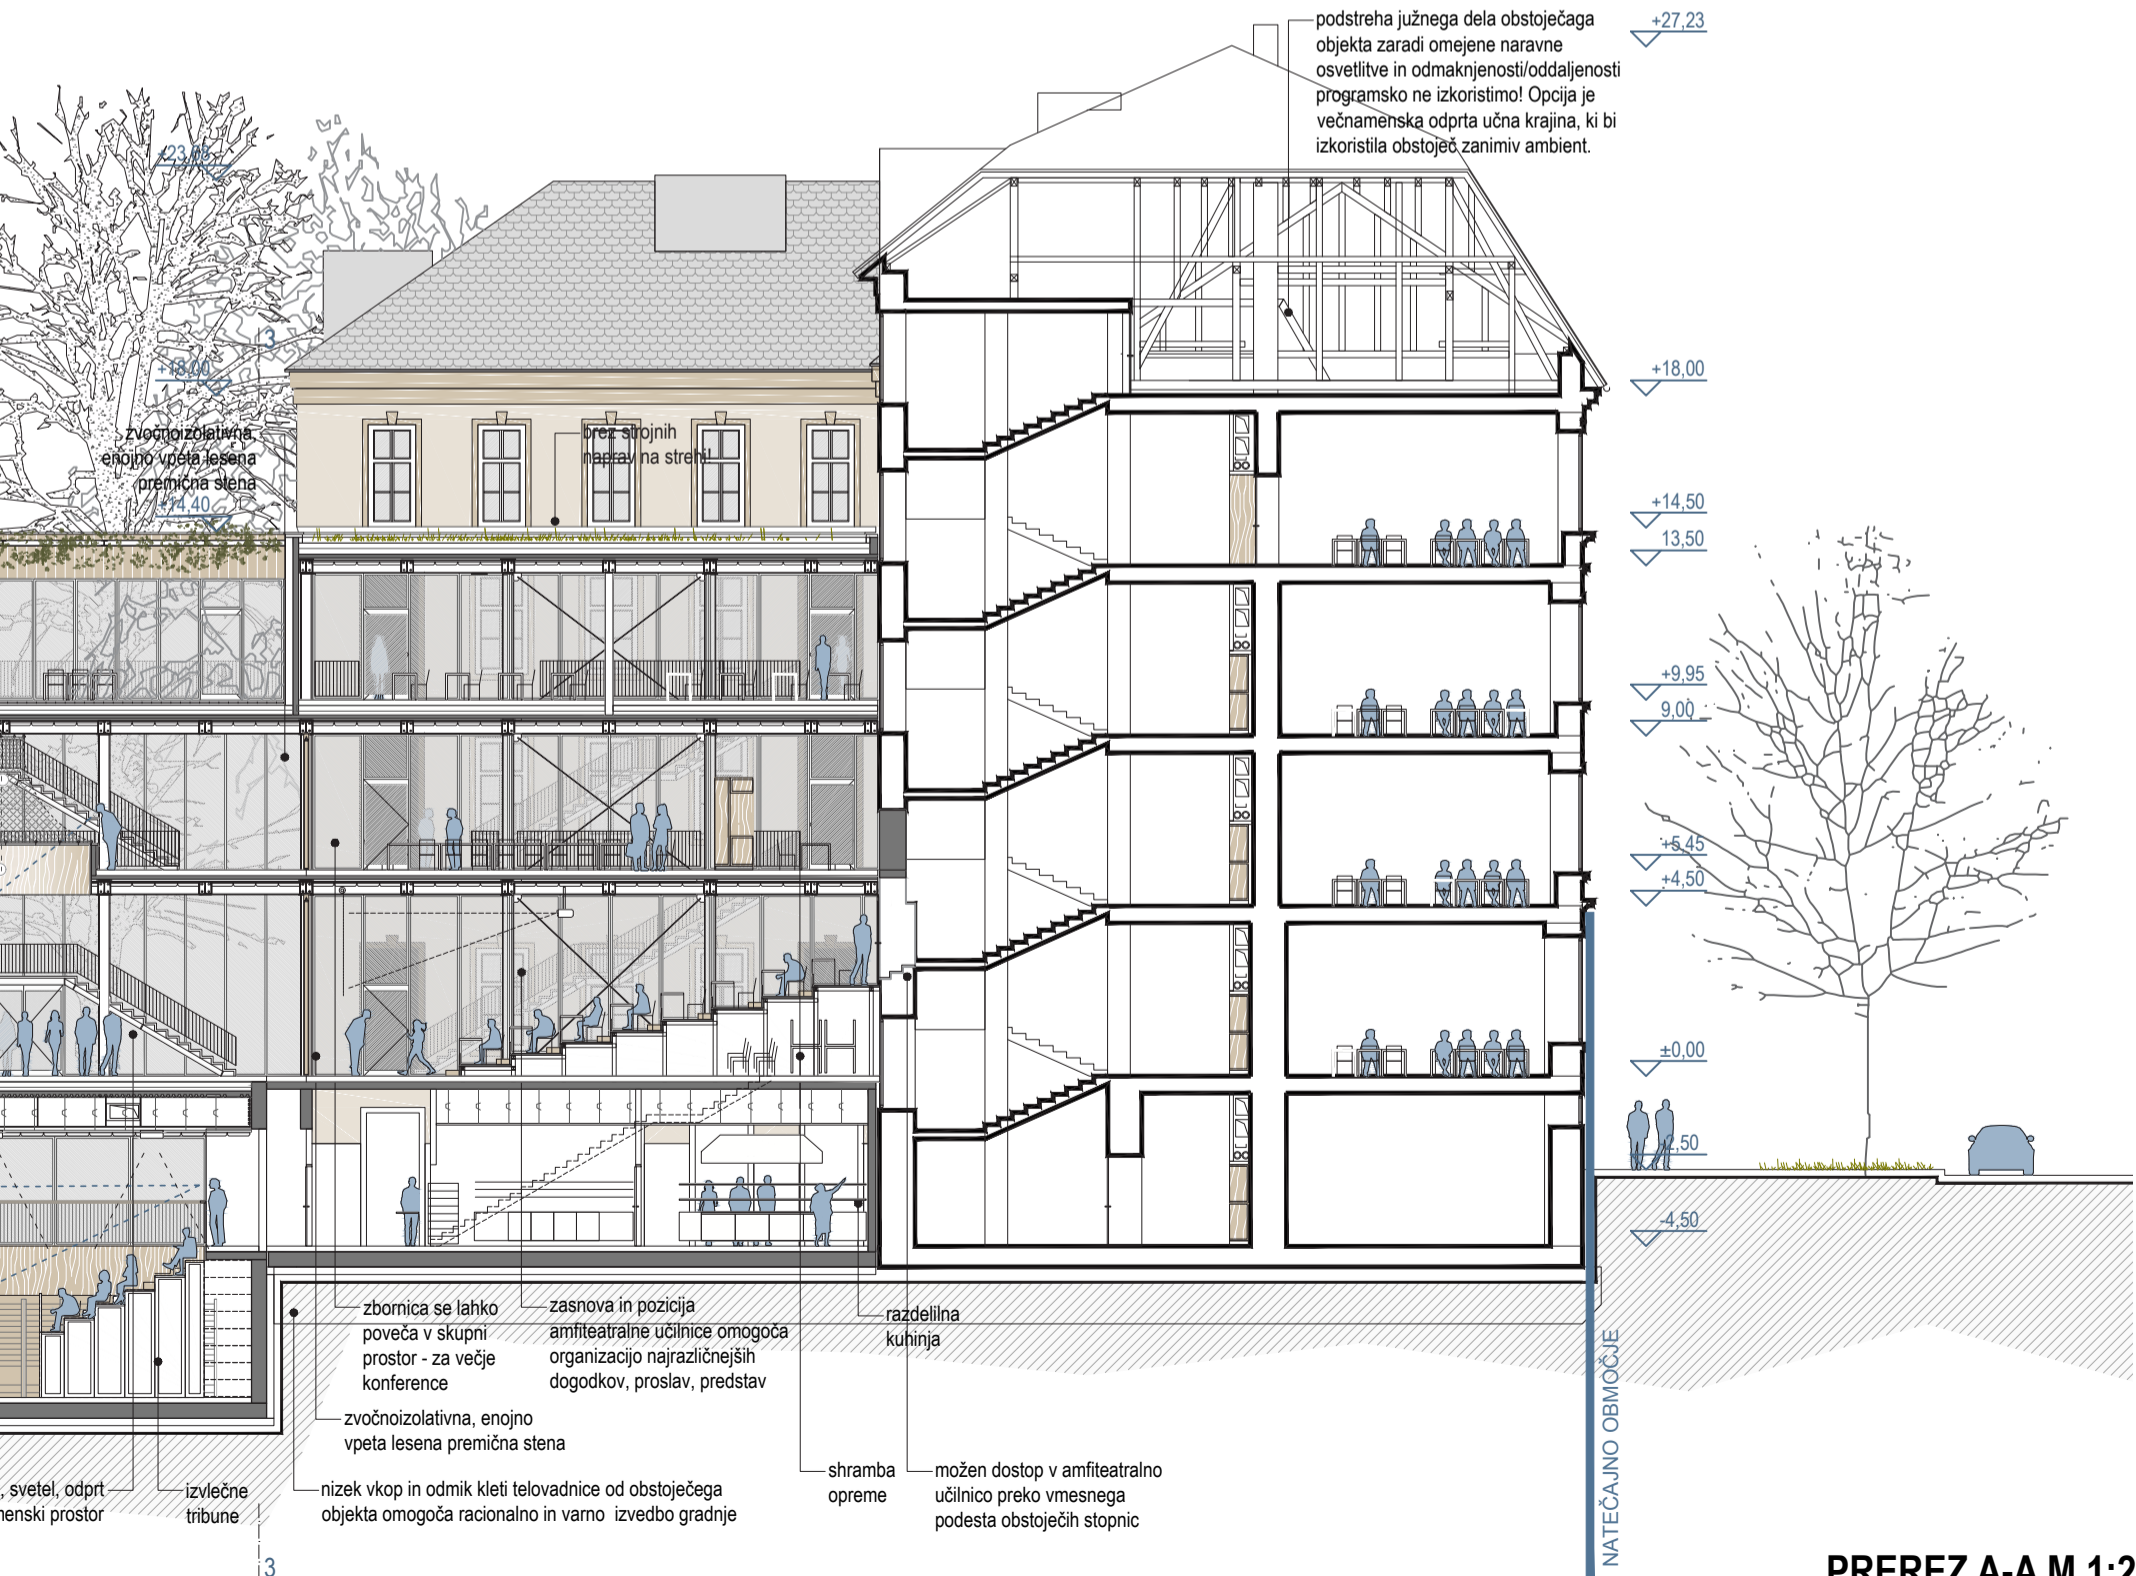 podstreha južnega dela obstoječaga
objekta zaradi omejene naravne
osvetlitve in odmaknjenosti/oddaljenosti
programsko ne izkoristimo! Opcija je
večnamenska odprta učna krajina, ki bi
izkoristila obstoječ zanimiv ambient.
+27,23
+18,00
+14,50
13,50
+9,95
9,00
+5,45
+4,50
±0,00
-4,50
3
+18,00
zvočnoizolativna,
enojno vpeta lesena
premična stena
+14,40
brez strojnih
naprav na strehi!
zbornica se lahko
poveča v skupni
prostor - za večje
konference
zasnova in pozicija
amfiteatralne učilnice omogoča
organizacijo najrazličnejših
dogodkov, proslav, predstav
razdelilna
kuhinja
zvočnoizolativna, enojno
vpeta lesena premična stena
, svetel, odprt
menski prostor
izvlečne
tribune
nizek vkop in odmik kleti telovadnice od obstoječega
objekta omogoča racionalno in varno izvedbo gradnje
shramba
opreme
možen dostop v amfiteatralno
učilnico preko vmesnega
podesta obstoječih stopnic
NATEČAJNO OBMOČJE
3
PREREZ A-A M 1:2